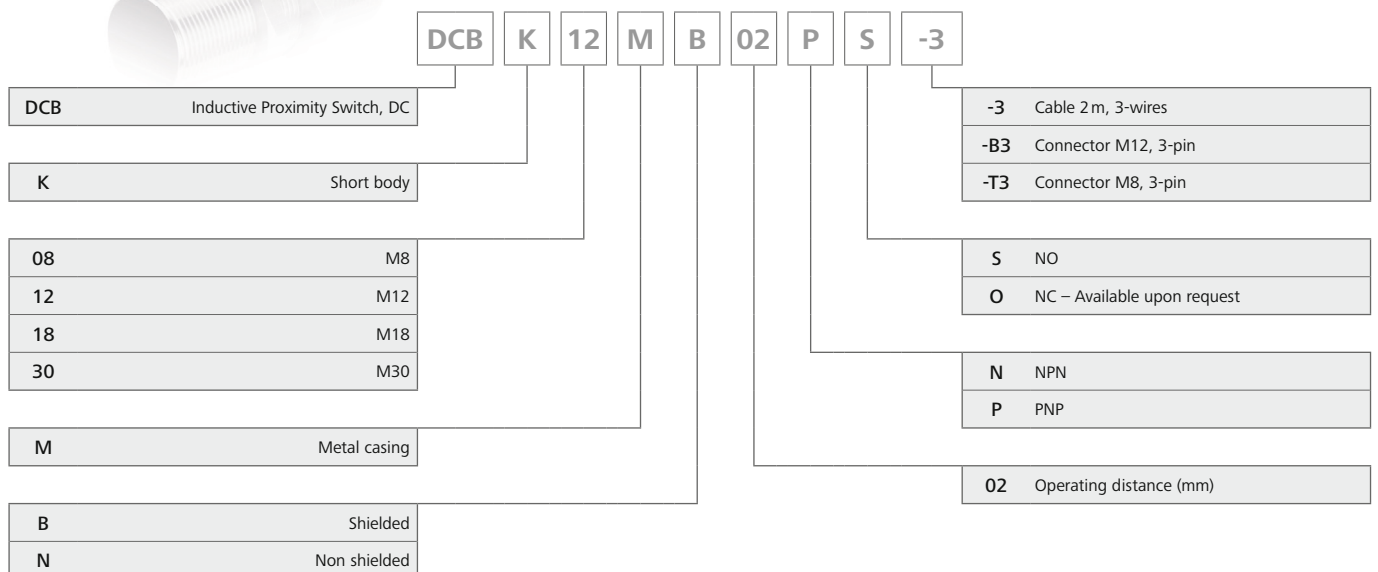 DCB K 12 M B 02 P S -3
DCB Inductive Proximity Switch, DC
K Short body
08 M8
12 M12
18 M18
30 M30
M Metal casing
B Shielded
N Non shielded
-3 Cable 2 m, 3-wires
-B3 Connector M12, 3-pin
-T3 Connector M8, 3-pin
S NO
O NC – Available upon request
N NPN
P PNP
02 Operating distance (mm)